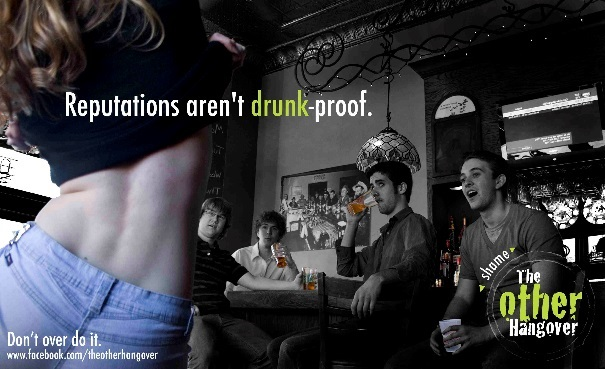 Reputations aren't drunk-proof.
shame
The
other
Hangover
Don't over do it.
www.facebook.com/theotherhangover